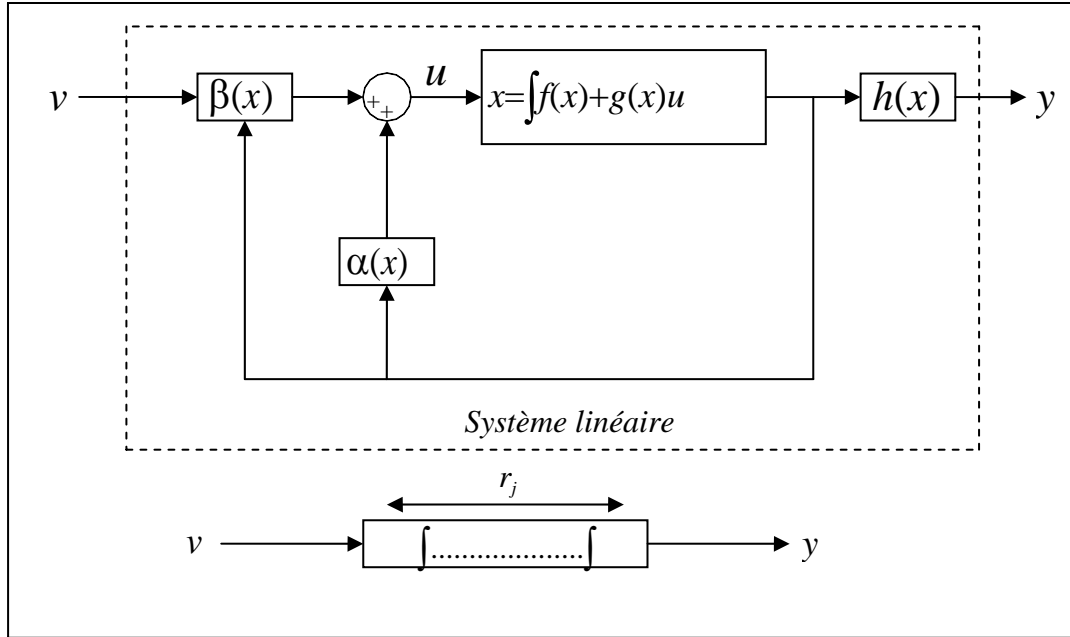 v
β(x)
+
+
u
x=∫f(x)+g(x)u
h(x)
y
α(x)
Système linéaire
r_j
v
∫.....................∫
y